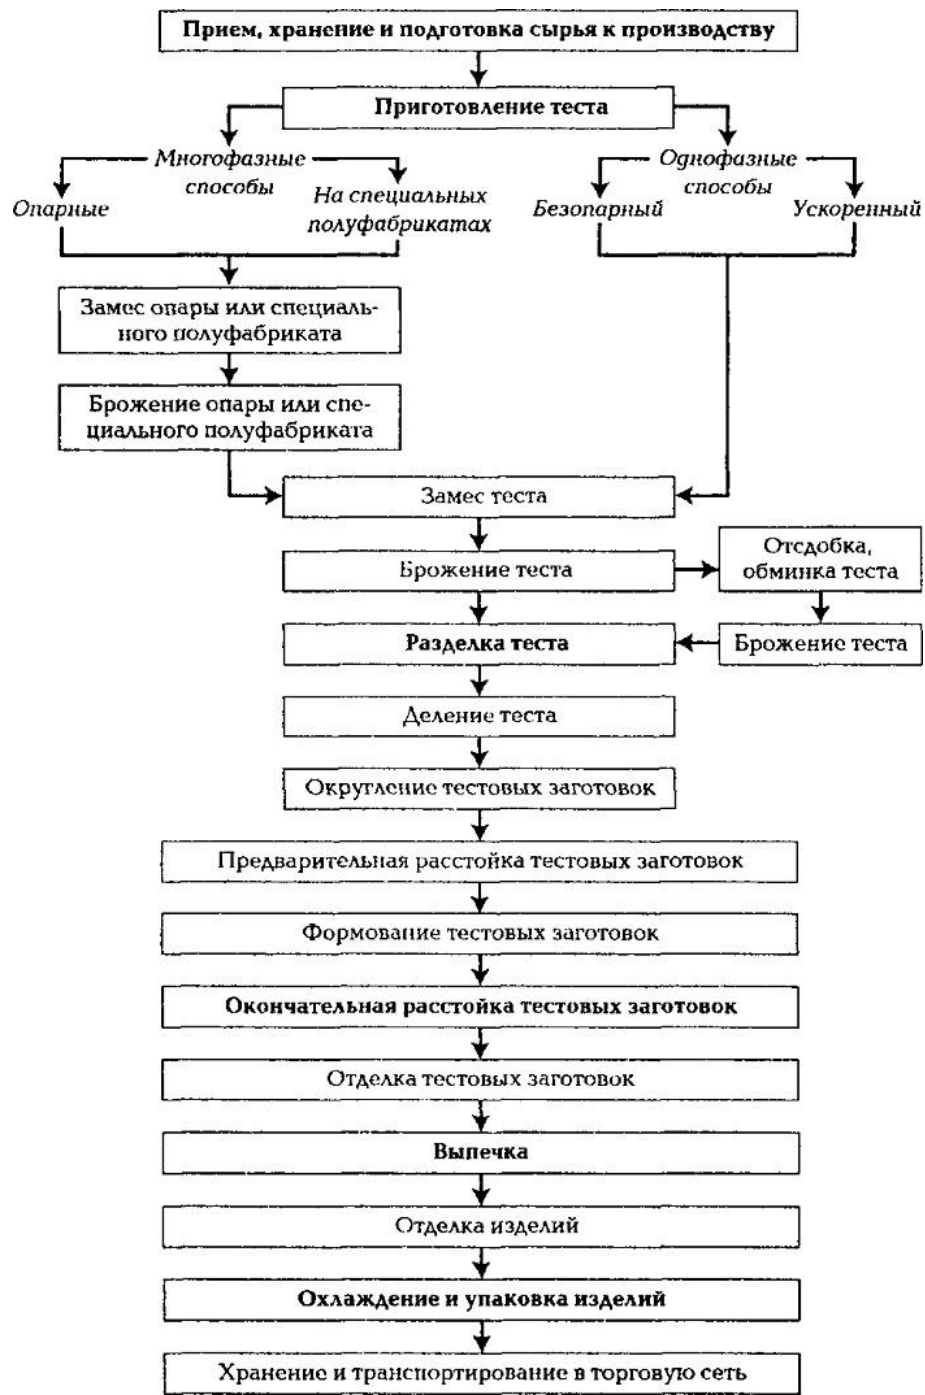 Прием, хранение и подготовка сырья к производству
Приготовление теста
Многофазные
способы
Однофазные
способы
Опарные
На специальных
полуфабрикатах
Безопарный
Ускоренный
Замес опары или специаль-
ного полуфабриката
Брожение опары или спе-
циального полуфабриката
Замес теста
Брожение теста
Отсдобка,
обминка теста
Разделка теста
Брожение теста
Деление теста
Округление тестовых заготовок
Предварительная расстойка тестовых заготовок
Формование тестовых заготовок
Окончательная расстойка тестовых заготовок
Отделка тестовых заготовок
Выпечка
Отделка изделий
Охлаждение и упаковка изделий
Хранение и транспортирование в торговую сеть